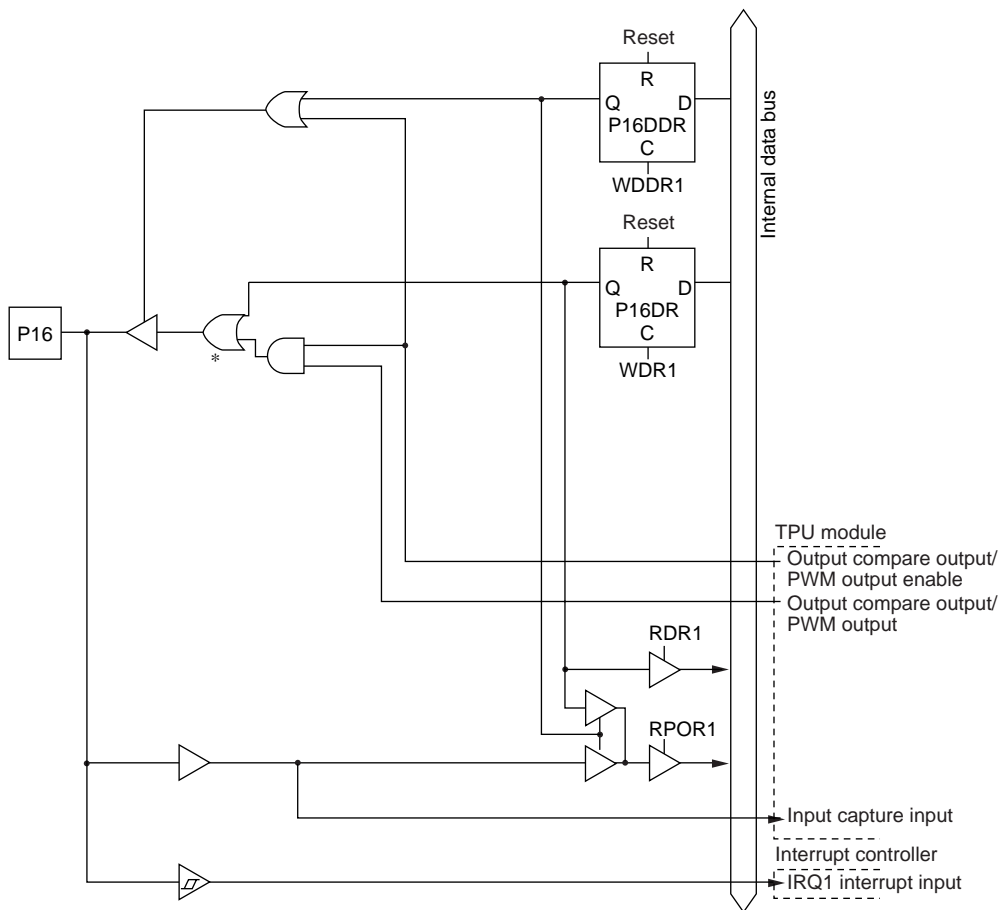 Reset
R
Q D
P16DDR
C
WDDR1
Internal data bus
Reset
R
Q D
P16DR
C
WDR1
P16
*
TPU module
Output compare output/
PWM output enable
Output compare output/
PWM output
RDR1
RPOR1
Input capture input
Interrupt controller
IRQ1 interrupt input